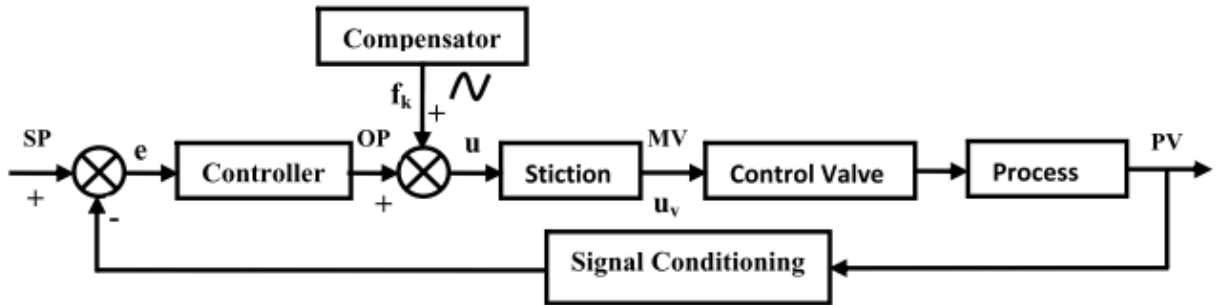 Compensator
f_k
+
SP
e
OP
u
MV
PV
Controller
Stiction
Control Valve
Process
+
+
u_v
-
Signal Conditioning